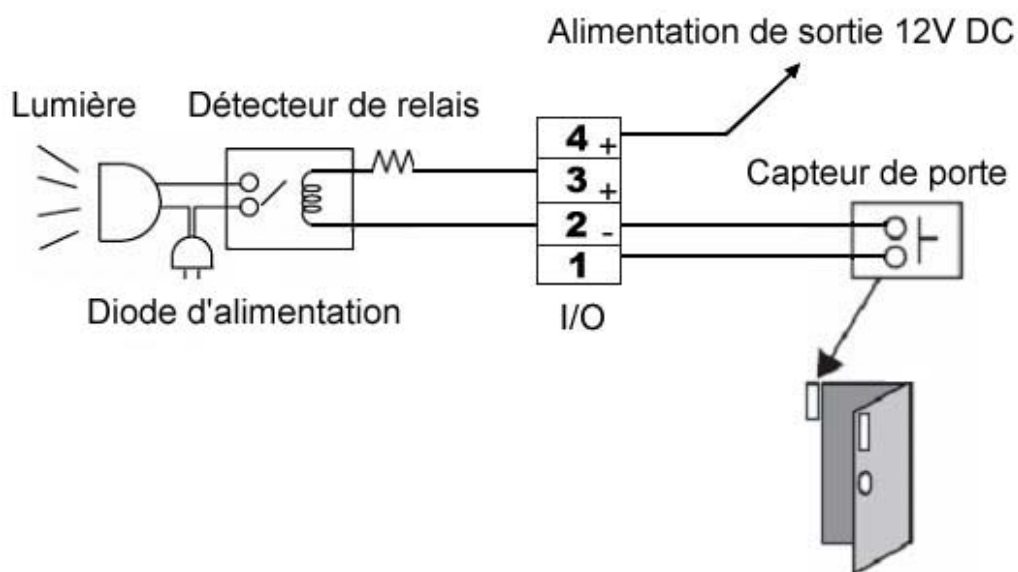 Alimentation de sortie 12V DC
Lumière
Détecteur de relais
4 +
3 +
2 -
1
Capteur de porte
Diode d'alimentation
I/O